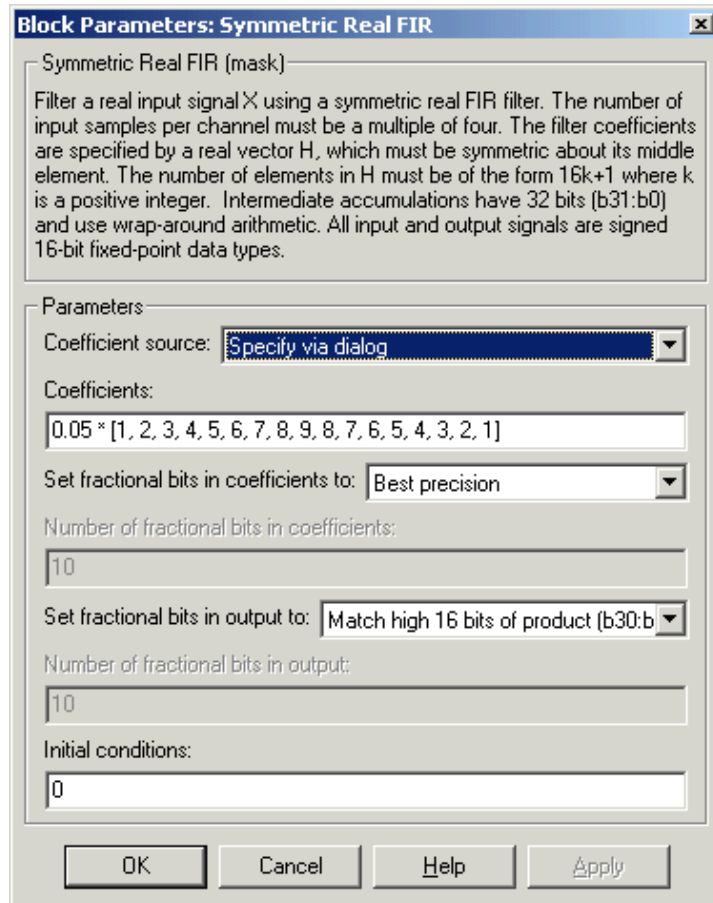 Block Parameters: Symmetric Real FIR
Symmetric Real FIR (mask)
Filter a real input signal X using a symmetric real FIR filter. The number of
input samples per channel must be a multiple of four. The filter coefficients
are specified by a real vector H, which must be symmetric about its middle
element. The number of elements in H must be of the form 16k+1 where k
is a positive integer.  Intermediate accumulations have 32 bits (b31:b0)
and use wrap-around arithmetic. All input and output signals are signed
16-bit fixed-point data types.
Parameters
Coefficient source: Specify via dialog
Coefficients:
0.05 * [1, 2, 3, 4, 5, 6, 7, 8, 9, 8, 7, 6, 5, 4, 3, 2, 1]
Set fractional bits in coefficients to: Best precision
Number of fractional bits in coefficients:
10
Set fractional bits in output to: Match high 16 bits of product (b30:b
Number of fractional bits in output:
10
Initial conditions:
0
OK Cancel Help Apply